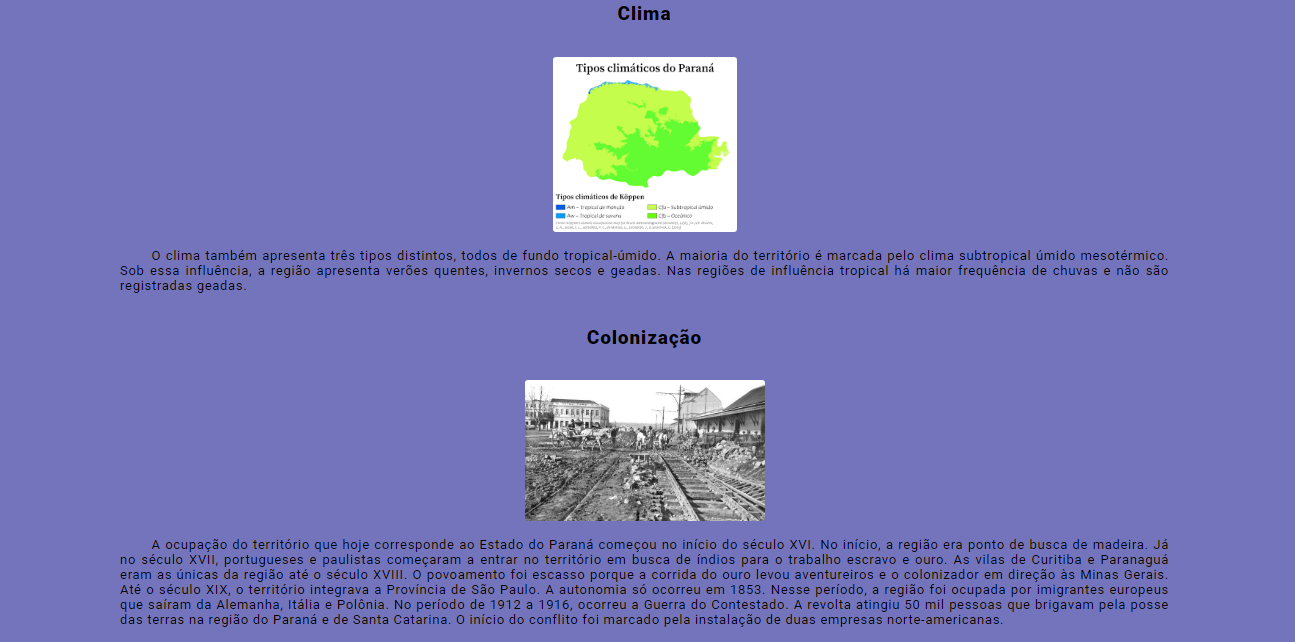 Clima
Tipos climáticos do Paraná
Tipos climáticos de Köppen
Am – Tropical de monção
Cfa – Subtropical úmido
Aw – Tropical de savana
Cfb – Oceânico
O clima também apresenta três tipos distintos, todos de fundo tropical-úmido. A maioria do território é marcada pelo clima subtropical úmido mesotérmico.
Sob essa influência, a região apresenta verões quentes, invernos secos e geadas. Nas regiões de influência tropical há maior frequência de chuvas e não são
registradas geadas.
Colonização
A ocupação do território que hoje corresponde ao Estado do Paraná começou no início do século XVI. No início, a região era ponto de busca de madeira. Já
no século XVII, portugueses e paulistas começaram a entrar no território em busca de índios para o trabalho escravo e ouro. As vilas de Curitiba e Paranaguá
eram as únicas da região até o século XVIII. O povoamento foi escasso porque a corrida do ouro levou aventureiros e o colonizador em direção às Minas Gerais.
Até o século XIX, o território integrava a Província de São Paulo. A autonomia só ocorreu em 1853. Nesse período, a região foi ocupada por imigrantes europeus
que saíram da Alemanha, Itália e Polônia. No período de 1912 a 1916, ocorreu a Guerra do Contestado. A revolta atingiu 50 mil pessoas que brigavam pela posse
das terras na região do Paraná e de Santa Catarina. O início do conflito foi marcado pela instalação de duas empresas norte-americanas.